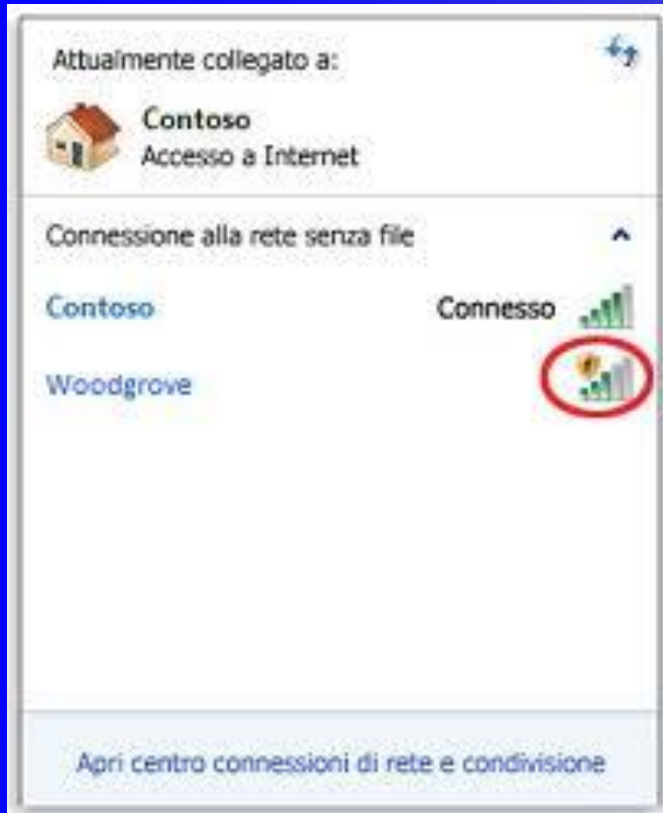 Attualmente collegato a:
Contoso
Accesso a Internet
Connessione alla rete senza file
Contoso Connesso
Woodgrove
Apri centro connessioni di rete e condivisione